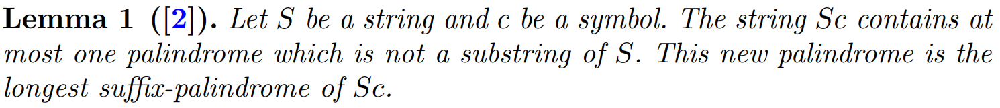 Lemma 1 ([2]). Let S be a string and c be a symbol. The string Sc contains at
most one palindrome which is not a substring of S. This new palindrome is the
longest suffix-palindrome of Sc.